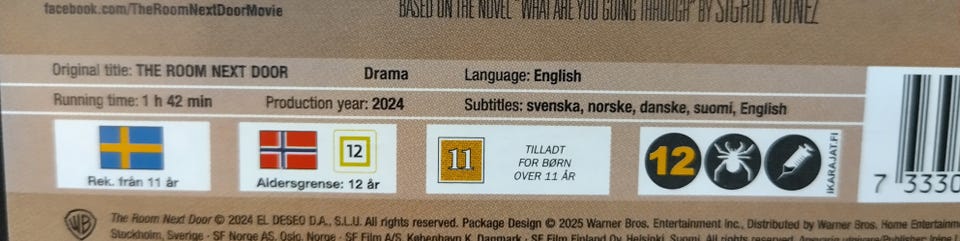 facebook.com/TheRoomNextDoorMovie
BASED ON THE NOVEL "WHAT ARE YOU GOING THROUGH" BY SIGRID NUNEZ
Original title: THE ROOM NEXT DOOR Drama Language: English
Running time: 1 h 42 min Production year: 2024 Subtitles: svenska, norske, danske, suomi, English
Rek. från 11 år
12
Aldersgrense: 12 år
11
TILLADT
FOR BØRN
OVER 11 ÅR
12
IKARAJAT.FI
7 3330
WB
The Room Next Door © 2024 EL DESEO D.A., S.L.U. All rights reserved. Package Design © 2025 Warner Bros. Entertainment Inc., Distributed by Warner Bros. Home Entertainment
Stockholm, Sverige · SF Norge AS, Oslo, Norge · SF Film A/S, København K, Danmark · SF Film Finland Oy, Helsinki, Suomi. All rights reserved.